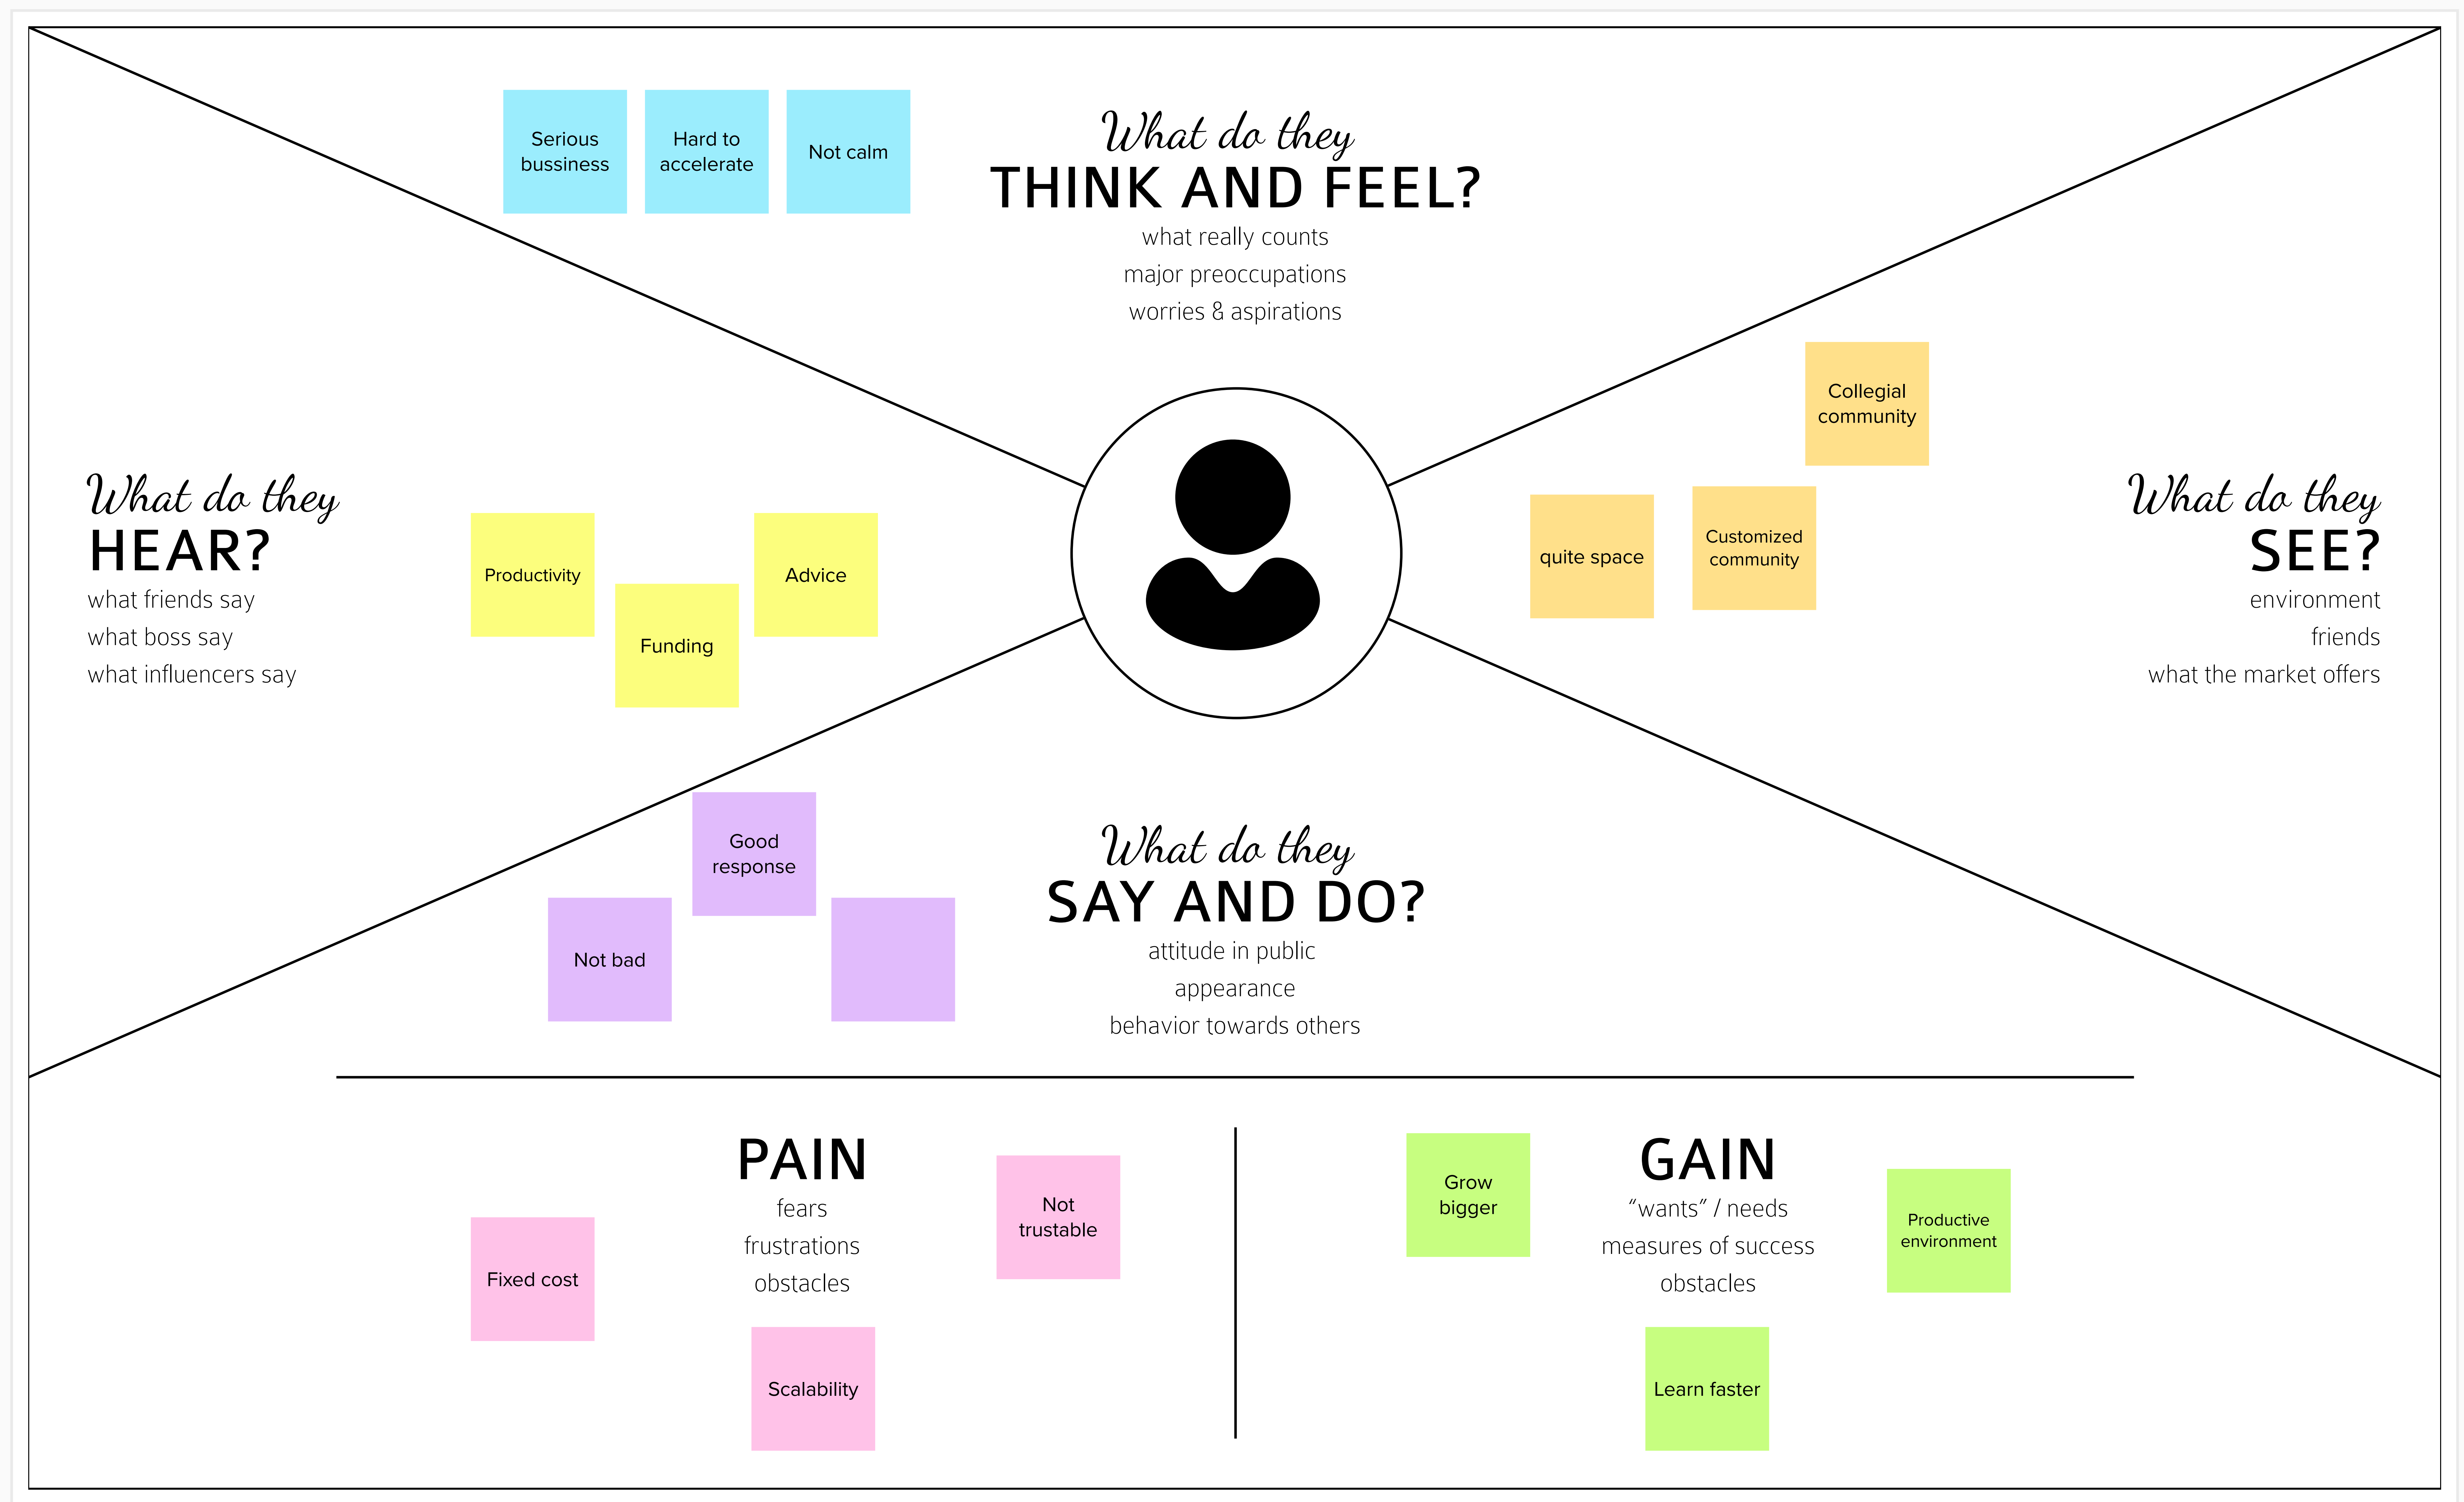 Serious
bussiness
Hard to
accelerate
Not calm
What do they
THINK AND FEEL?
what really counts
major preoccupations
worries & aspirations
What do they
HEAR?
what friends say
what boss say
what influencers say
Productivity
Funding
Advice
Collegial
community
quite space
Customized
community
What do they
SEE?
environment
friends
what the market offers
Good
response
Not bad
What do they
SAY AND DO?
attitude in public
appearance
behavior towards others
PAIN
fears
frustrations
obstacles
Fixed cost
Not
trustable
Scalability
GAIN
“wants” / needs
measures of success
obstacles
Grow
bigger
Productive
environment
Learn faster